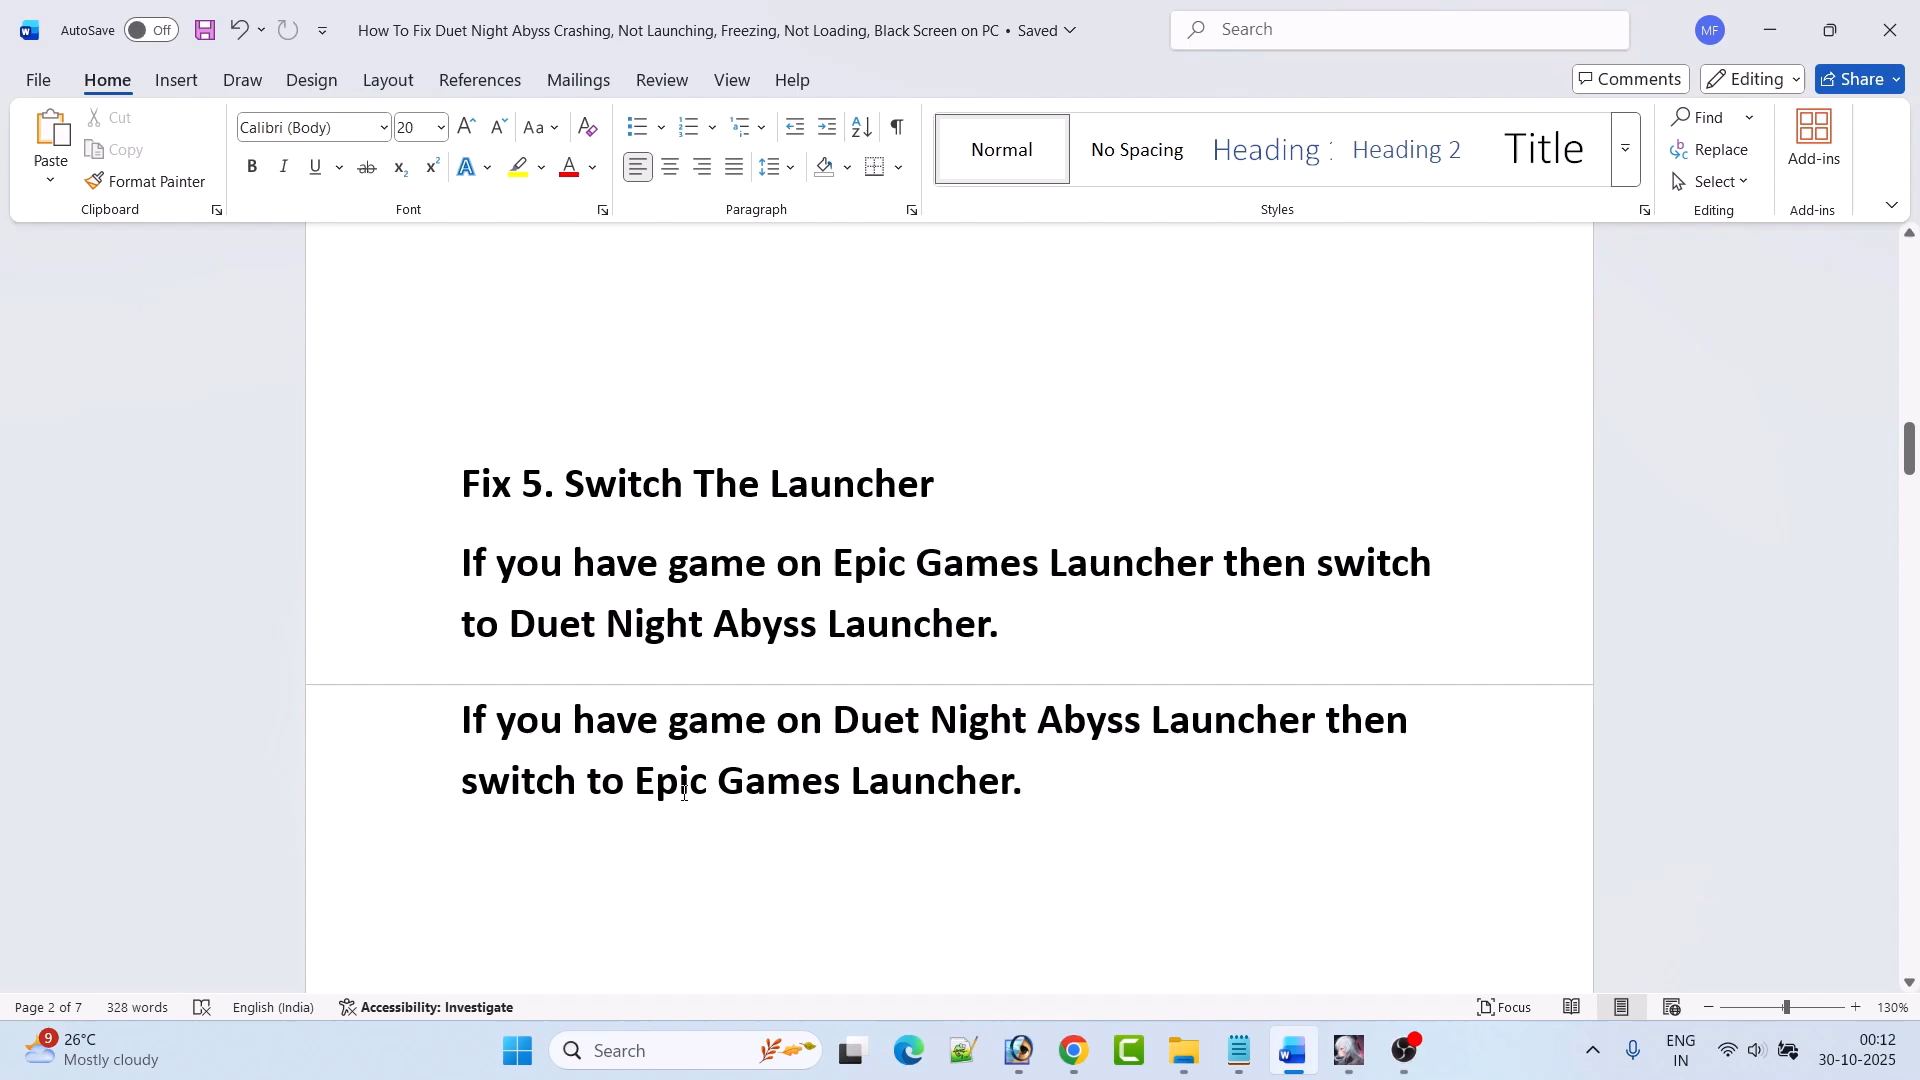 AutoSave Off How To Fix Duet Night Abyss Crashing, Not Launching, Freezing, Not Loading, Black Screen on PC • Saved Search MF
File Home Insert Draw Design Layout References Mailings Review View Help Comments Editing Share
Paste Cut Copy Format Painter Clipboard
Calibri (Body) 20 Aa Font
Paragraph
Normal No Spacing Heading 1 Heading 2 Title Styles
Find Replace Select Editing
Add-ins Add-ins
Fix 5. Switch The Launcher
If you have game on Epic Games Launcher then switch
to Duet Night Abyss Launcher.
If you have game on Duet Night Abyss Launcher then
switch to Epic Games Launcher.
Page 2 of 7 328 words English (India) Accessibility: Investigate Focus 130%
9 26°C Search ENG 00:12
Mostly cloudy IN 30-10-2025